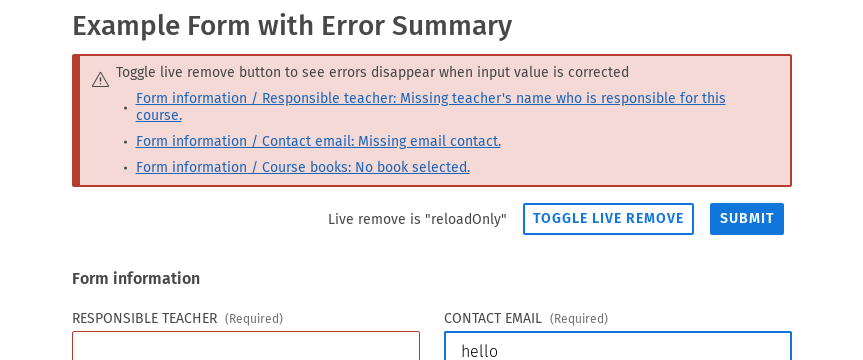 Example Form with Error Summary
Toggle live remove button to see errors disappear when input value is corrected
Form information / Responsible teacher: Missing teacher's name who is responsible for this
course.
Form information / Contact email: Missing email contact.
Form information / Course books: No book selected.
Live remove is "reloadOnly"
TOGGLE LIVE REMOVE
SUBMIT
Form information
RESPONSIBLE TEACHER (Required)
CONTACT EMAIL (Required)
hello